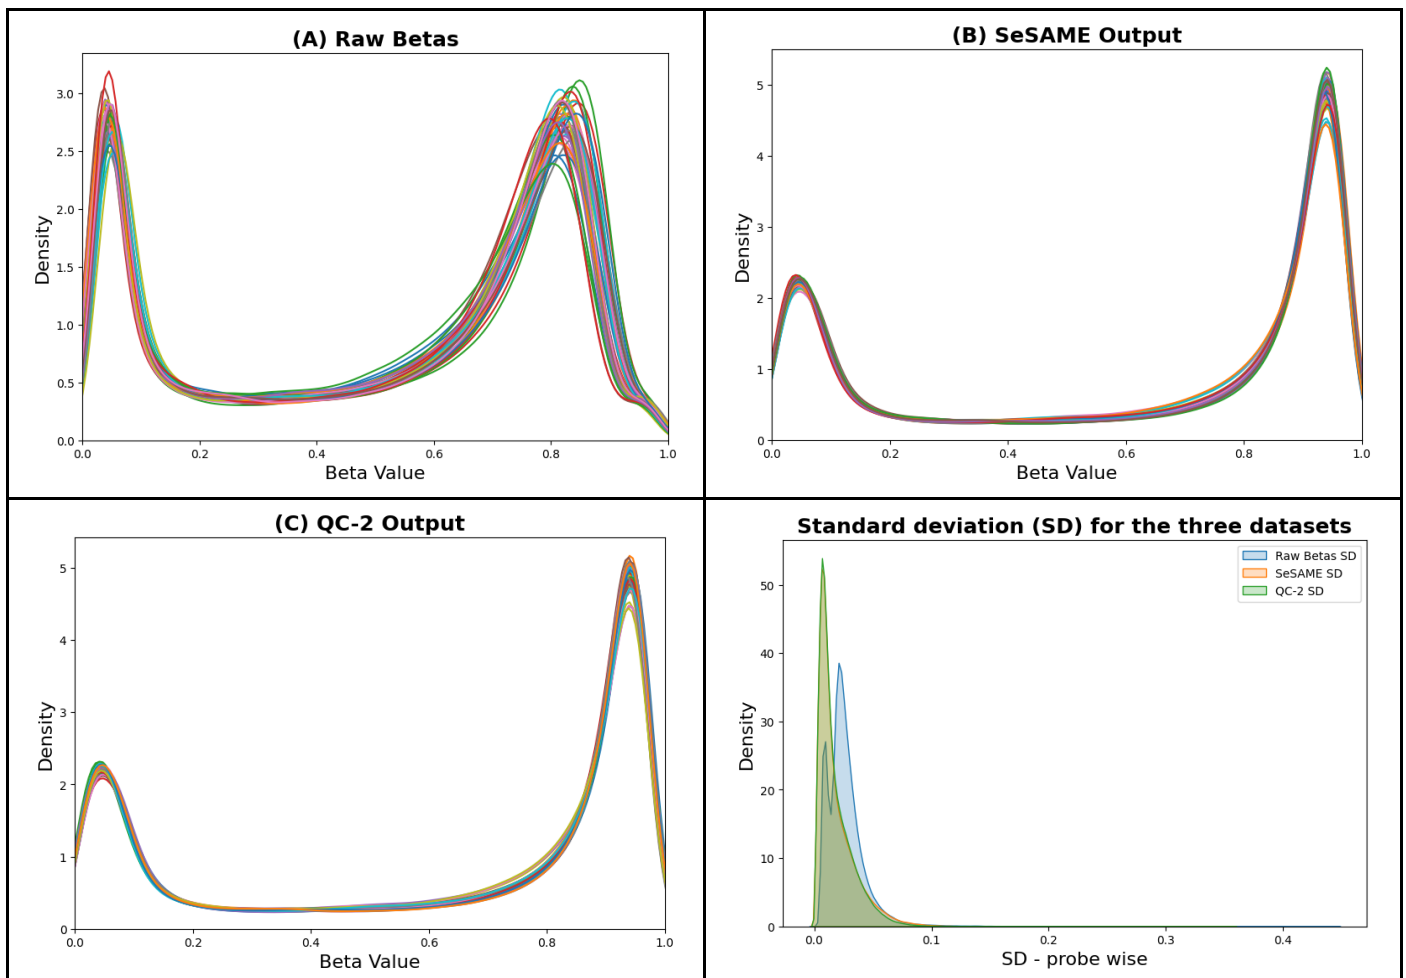 (A) Raw Betas
3.0
2.5
2.0
1.5
1.0
0.5
0.0
Density
0.0 0.2 0.4 0.6 0.8 1.0
Beta Value
(B) SeSAME Output
5
4
3
2
1
0
Density
0.0 0.2 0.4 0.6 0.8 1.0
Beta Value
(C) QC-2 Output
5
4
3
2
1
0
Density
0.0 0.2 0.4 0.6 0.8 1.0
Beta Value
Standard deviation (SD) for the three datasets
Raw Betas SD
SeSAME SD
QC-2 SD
50
40
30
20
10
0
Density
0.0 0.1 0.2 0.3 0.4
SD - probe wise